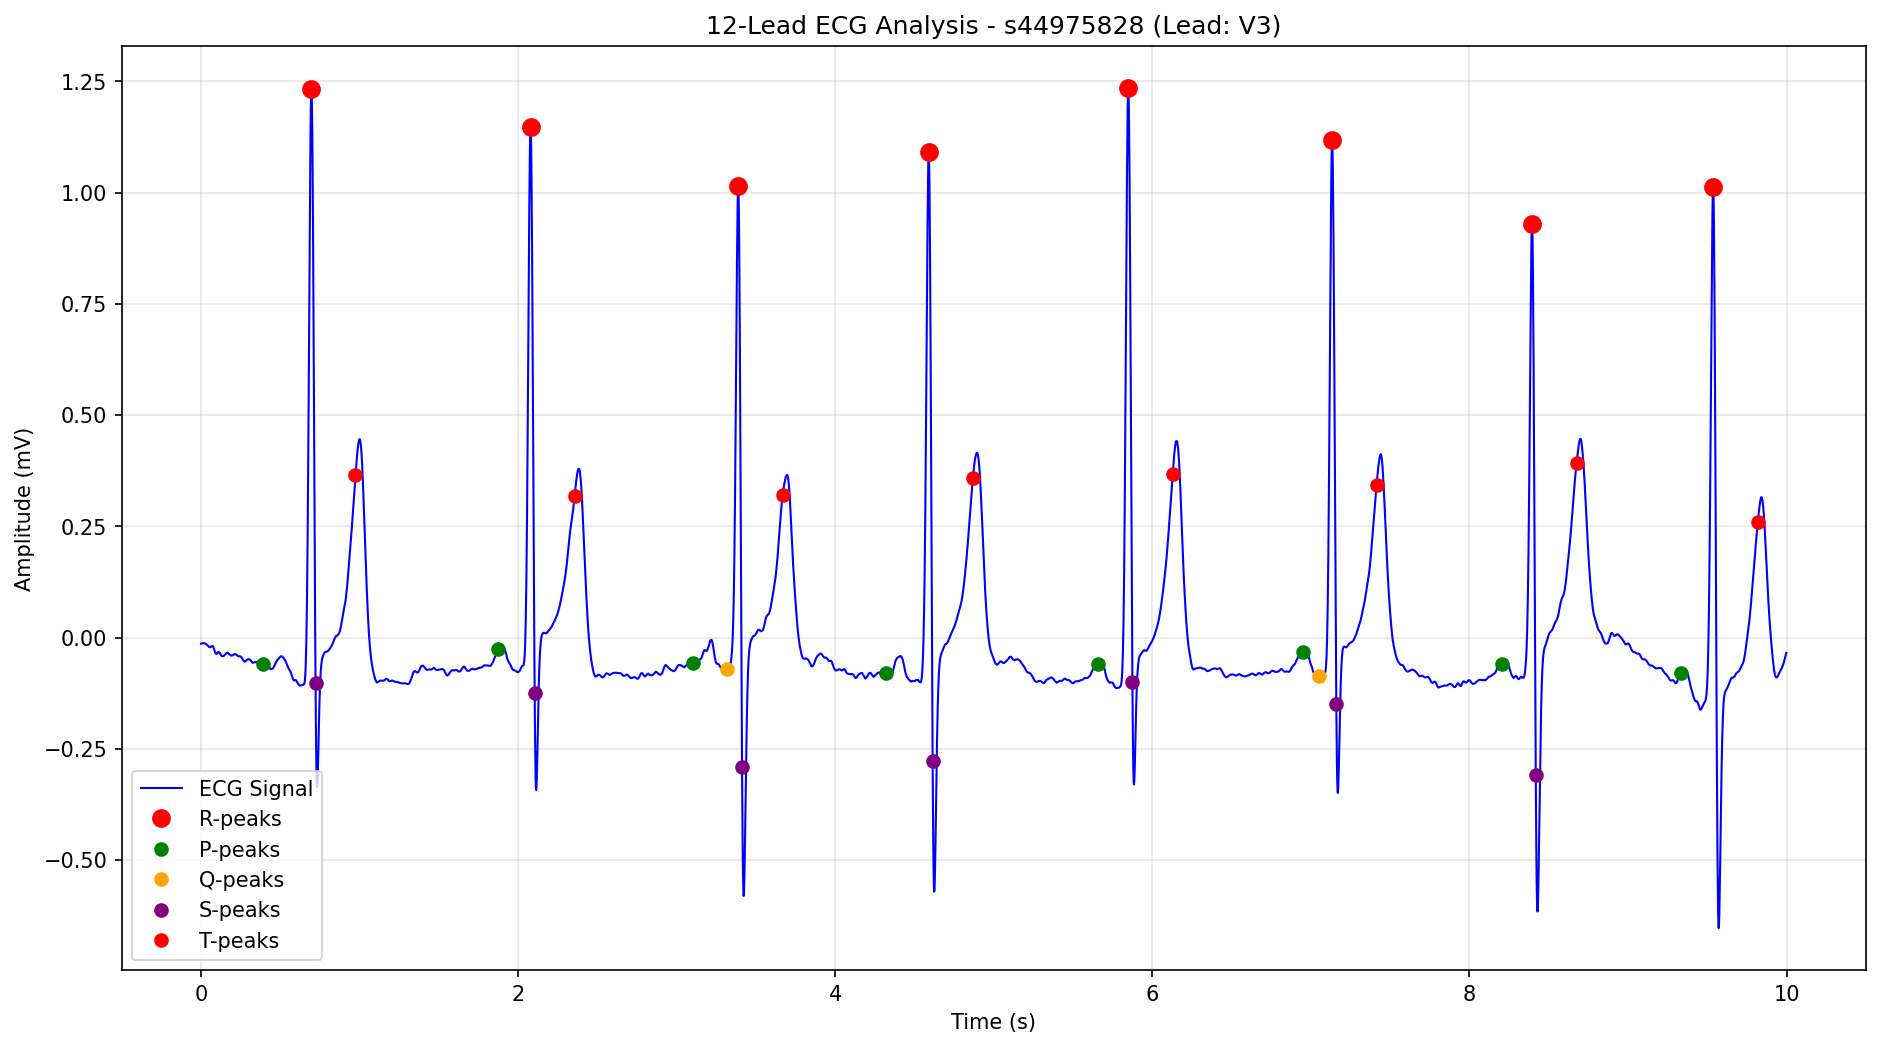 12-Lead ECG Analysis - s44975828 (Lead: V3)
Amplitude (mV)
1.25
1.00
0.75
0.50
0.25
0.00
−0.25
−0.50
ECG Signal
R-peaks
P-peaks
Q-peaks
S-peaks
T-peaks
0 2 4 6 8 10
Time (s)